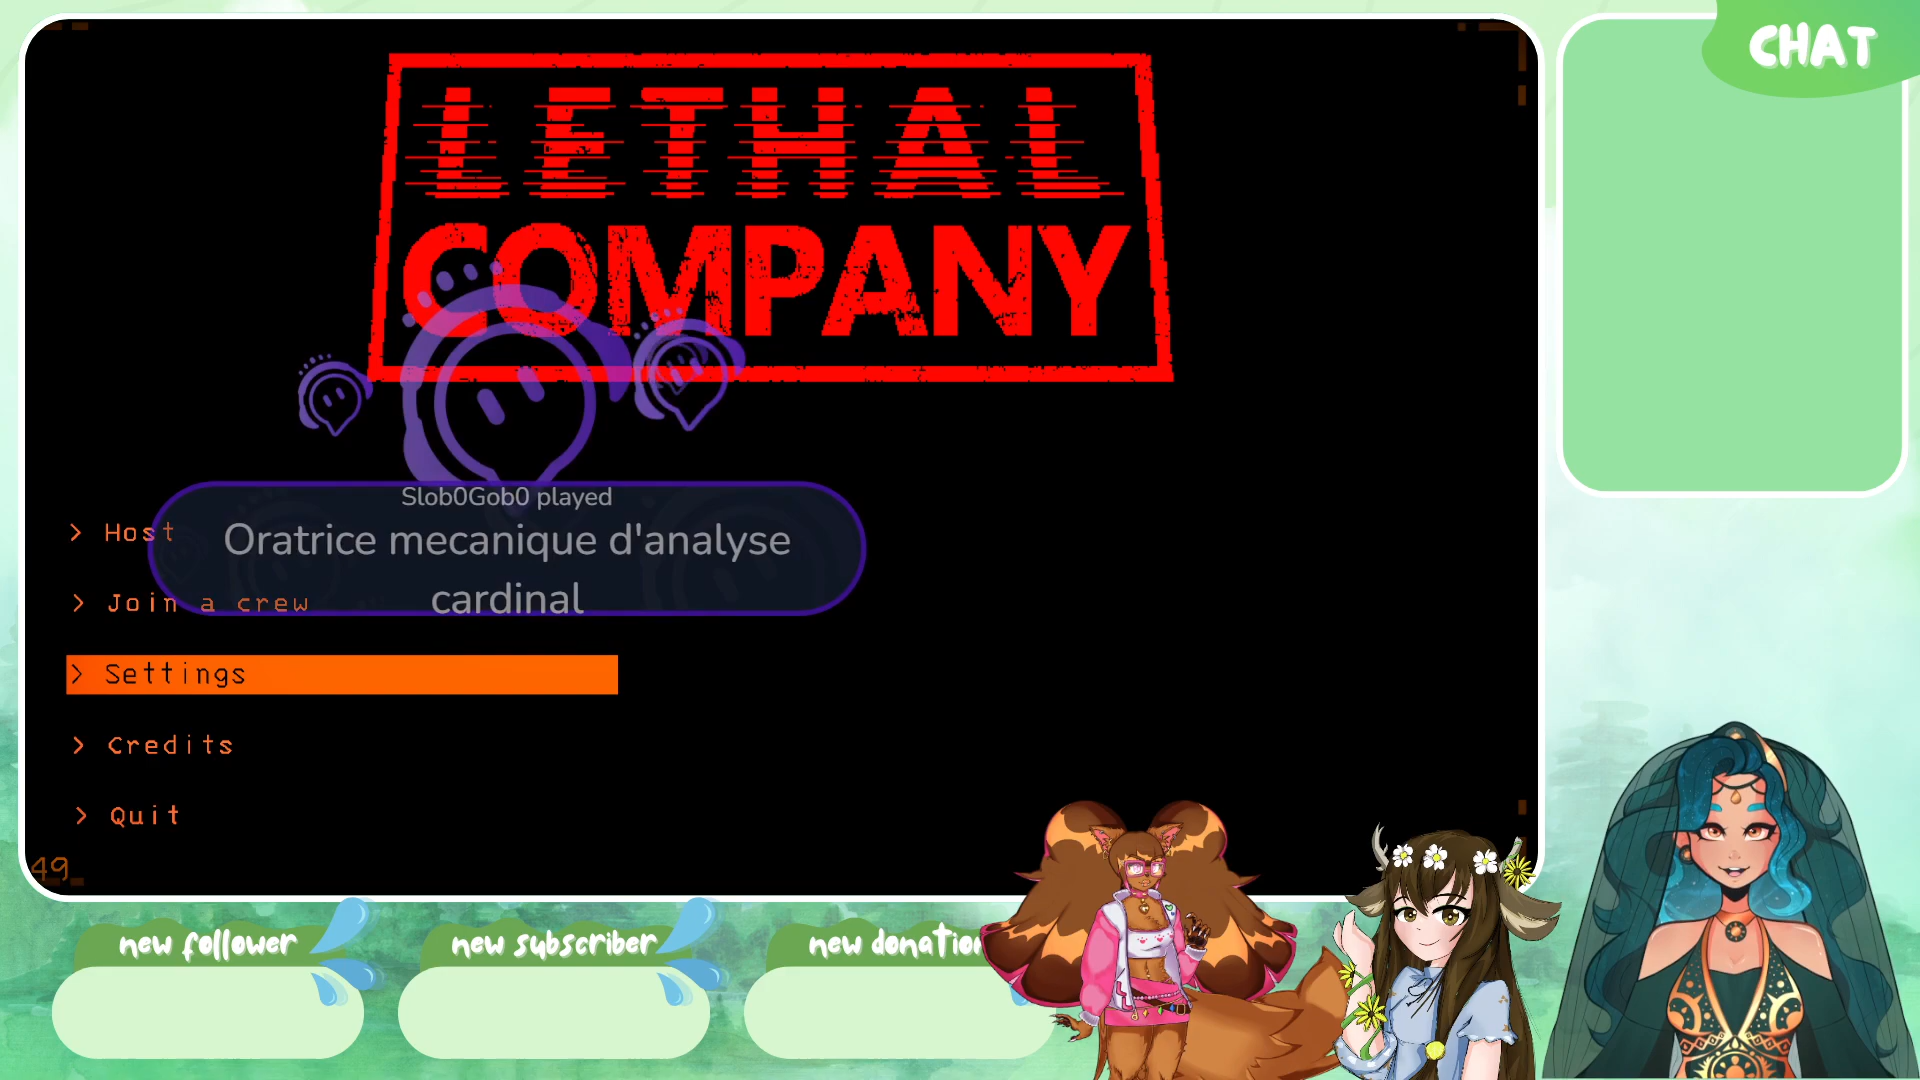 CHAT
LETHAL
COMPANY
Slob0Gob0 played
Oratrice mecanique d'analyse
cardinal
> Host
> Join a crew
> Settings
> Credits
> Quit
49
new follower
new subscriber
new donation